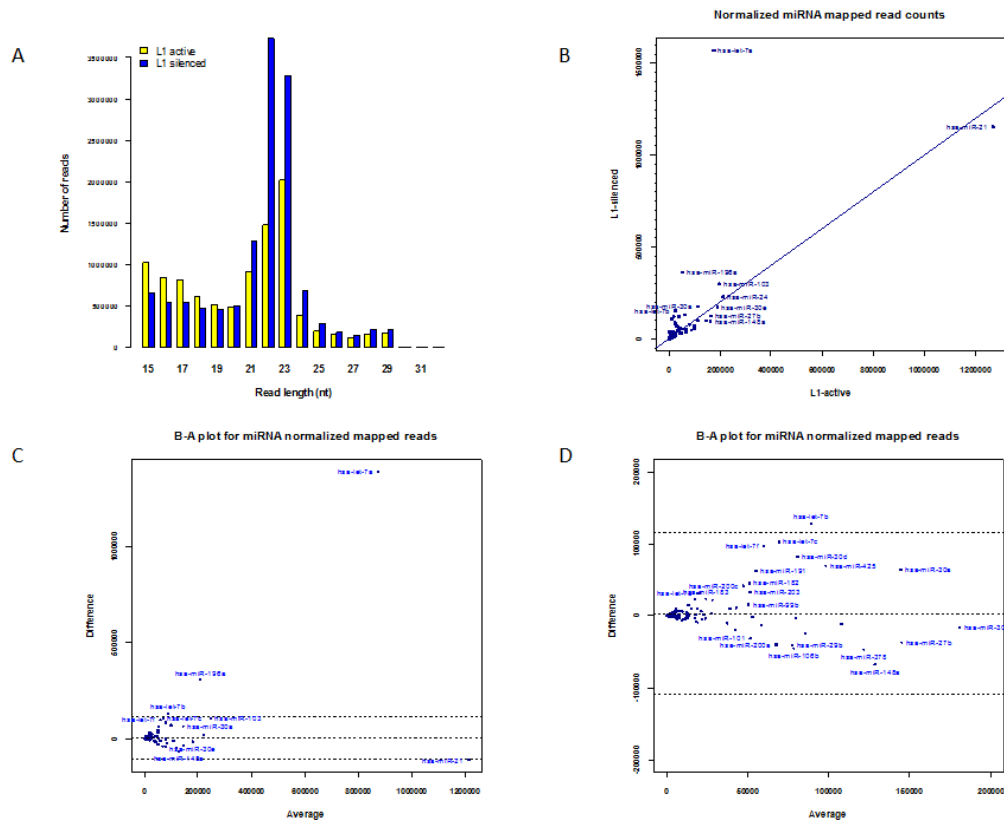 A
L1 active
L1 silenced
Number of reads
3500000
3000000
2500000
2000000
1500000
1000000
500000
0
15 17 19 21 23 25 27 29 31
Read length (nt)
B
Normalized miRNA mapped read counts
L1-silenced
1500000
1000000
500000
0
hsa-let-7a
hsa-miR-21
hsa-miR-196a
hsa-miR-103
hsa-miR-24
hsa-let-7b
hsa-miR-27b
hsa-miR-148a
0 200000 400000 600000 800000 1000000 1200000
L1-active
C
B-A plot for miRNA normalized mapped reads
Difference
1000000
500000
0
hsa-let-7a
hsa-miR-196a
hsa-let-7b
hsa-miR-103
hsa-miR-148a
hsa-miR-21
0 200000 400000 600000 800000 1000000 1200000
Average
D
B-A plot for miRNA normalized mapped reads
Difference
200000
100000
0
-100000
-200000
hsa-let-7b
hsa-let-7c
hsa-let-7f
hsa-miR-425
hsa-miR-191
hsa-miR-200c
hsa-miR-182
hsa-miR-183
hsa-miR-203
hsa-miR-99b
hsa-miR-101
hsa-miR-200a
hsa-miR-29b
hsa-miR-106b
hsa-miR-27b
hsa-miR-148a
0 50000 100000 150000 20000
Average